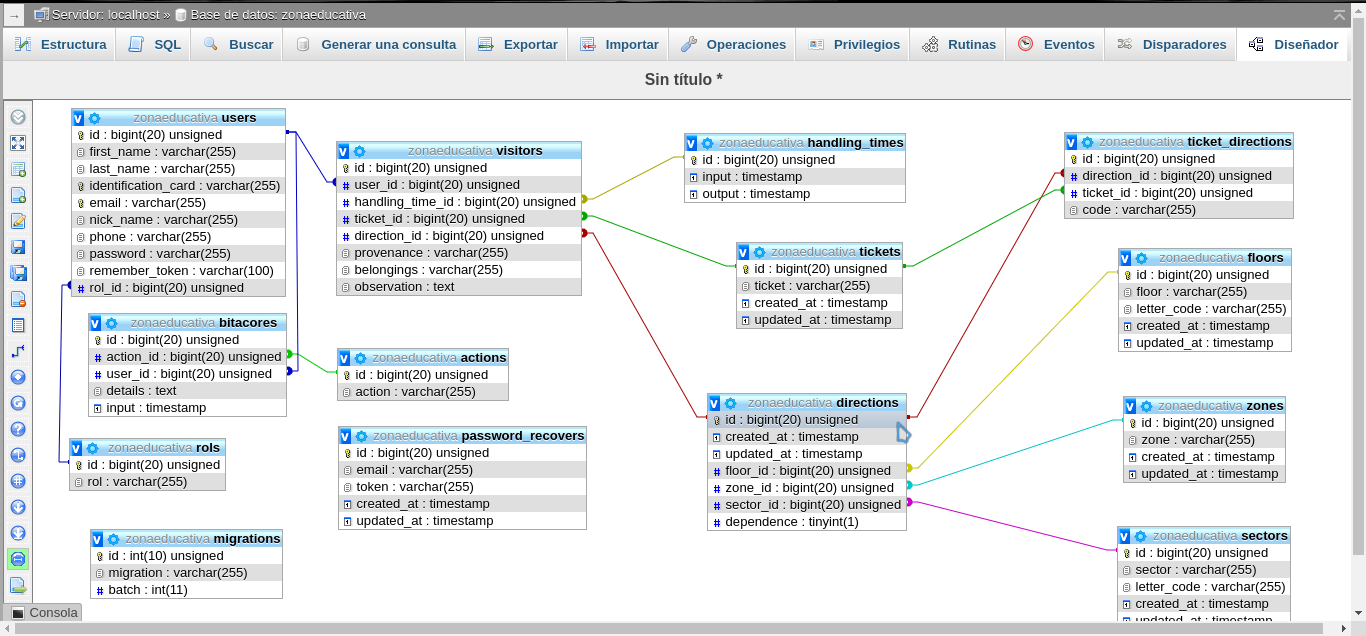 Servidor: localhost » Base de datos: zonaeducativa
Estructura SQL Buscar Generar una consulta Exportar Importar Operaciones Privilegios Rutinas Eventos Disparadores Diseñador
Sin título *
zonaeducativa users
id : bigint(20) unsigned
first_name : varchar(255)
last_name : varchar(255)
identification_card : varchar(255)
email : varchar(255)
nick_name : varchar(255)
phone : varchar(255)
password : varchar(255)
remember_token : varchar(100)
rol_id : bigint(20) unsigned
zonaeducativa bitacores
id : bigint(20) unsigned
action_id : bigint(20) unsigned
user_id : bigint(20) unsigned
details : text
input : timestamp
zonaeducativa rols
id : bigint(20) unsigned
rol : varchar(255)
zonaeducativa migrations
id : int(10) unsigned
migration : varchar(255)
batch : int(11)
zonaeducativa visitors
id : bigint(20) unsigned
user_id : bigint(20) unsigned
handling_time_id : bigint(20) unsigned
ticket_id : bigint(20) unsigned
direction_id : bigint(20) unsigned
provenance : varchar(255)
belongings : varchar(255)
observation : text
zonaeducativa actions
id : bigint(20) unsigned
action : varchar(255)
zonaeducativa password_recovers
id : bigint(20) unsigned
email : varchar(255)
token : varchar(255)
created_at : timestamp
updated_at : timestamp
zonaeducativa handling_times
id : bigint(20) unsigned
input : timestamp
output : timestamp
zonaeducativa tickets
id : bigint(20) unsigned
ticket : varchar(255)
created_at : timestamp
updated_at : timestamp
zonaeducativa directions
id : bigint(20) unsigned
created_at : timestamp
updated_at : timestamp
floor_id : bigint(20) unsigned
zone_id : bigint(20) unsigned
sector_id : bigint(20) unsigned
dependence : tinyint(1)
zonaeducativa ticket_directions
id : bigint(20) unsigned
direction_id : bigint(20) unsigned
ticket_id : bigint(20) unsigned
code : varchar(255)
zonaeducativa floors
id : bigint(20) unsigned
floor : varchar(255)
letter_code : varchar(255)
created_at : timestamp
updated_at : timestamp
zonaeducativa zones
id : bigint(20) unsigned
zone : varchar(255)
created_at : timestamp
updated_at : timestamp
zonaeducativa sectors
id : bigint(20) unsigned
sector : varchar(255)
letter_code : varchar(255)
created_at : timestamp
updated_at : timestamp
Consola